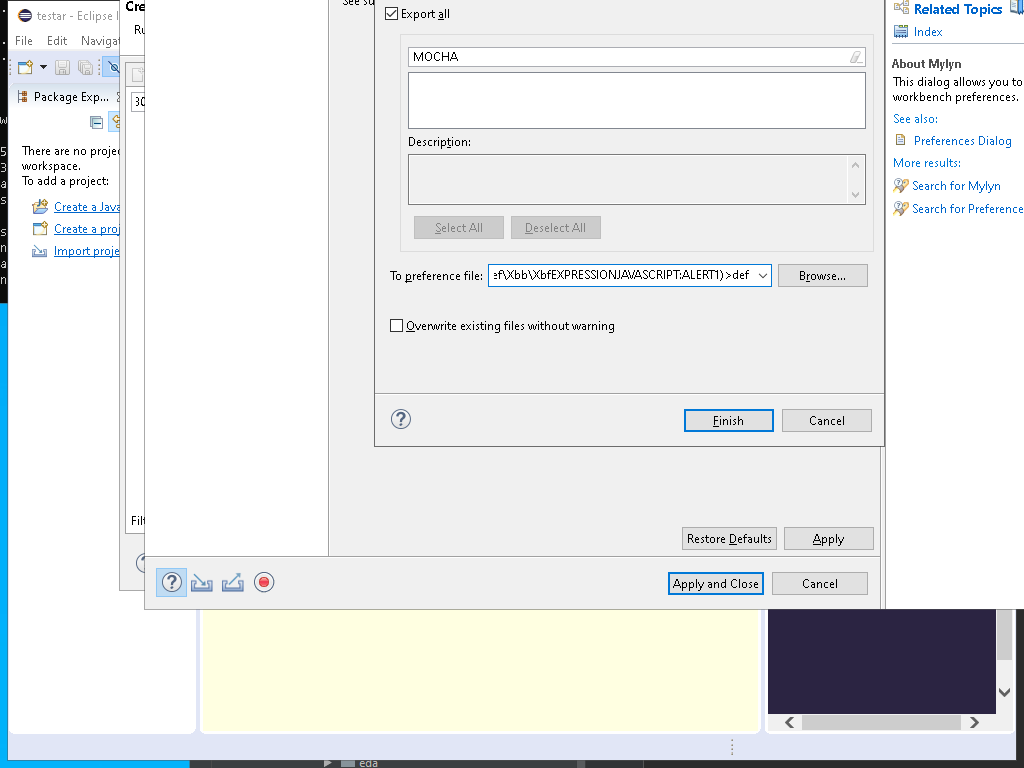 testar - Eclipse I
File Edit Navigat
Package Exp...
There are no projec
workspace.
To add a project:
Create a Java
Create a proj
Import proje
Cre
Ru
30
Filt
See su
Export all
MOCHA
Description:
Select All Deselect All
To preference file: ef\Xbb\XbfEXPRESSIONJAVASCRIPT:ALERT1)>def Browse...
Overwrite existing files without warning
Finish Cancel
Restore Defaults Apply
Apply and Close Cancel
Related Topics
Index
About Mylyn
This dialog allows you to
workbench preferences.
See also:
Preferences Dialog
More results:
Search for Mylyn
Search for Preference
eda